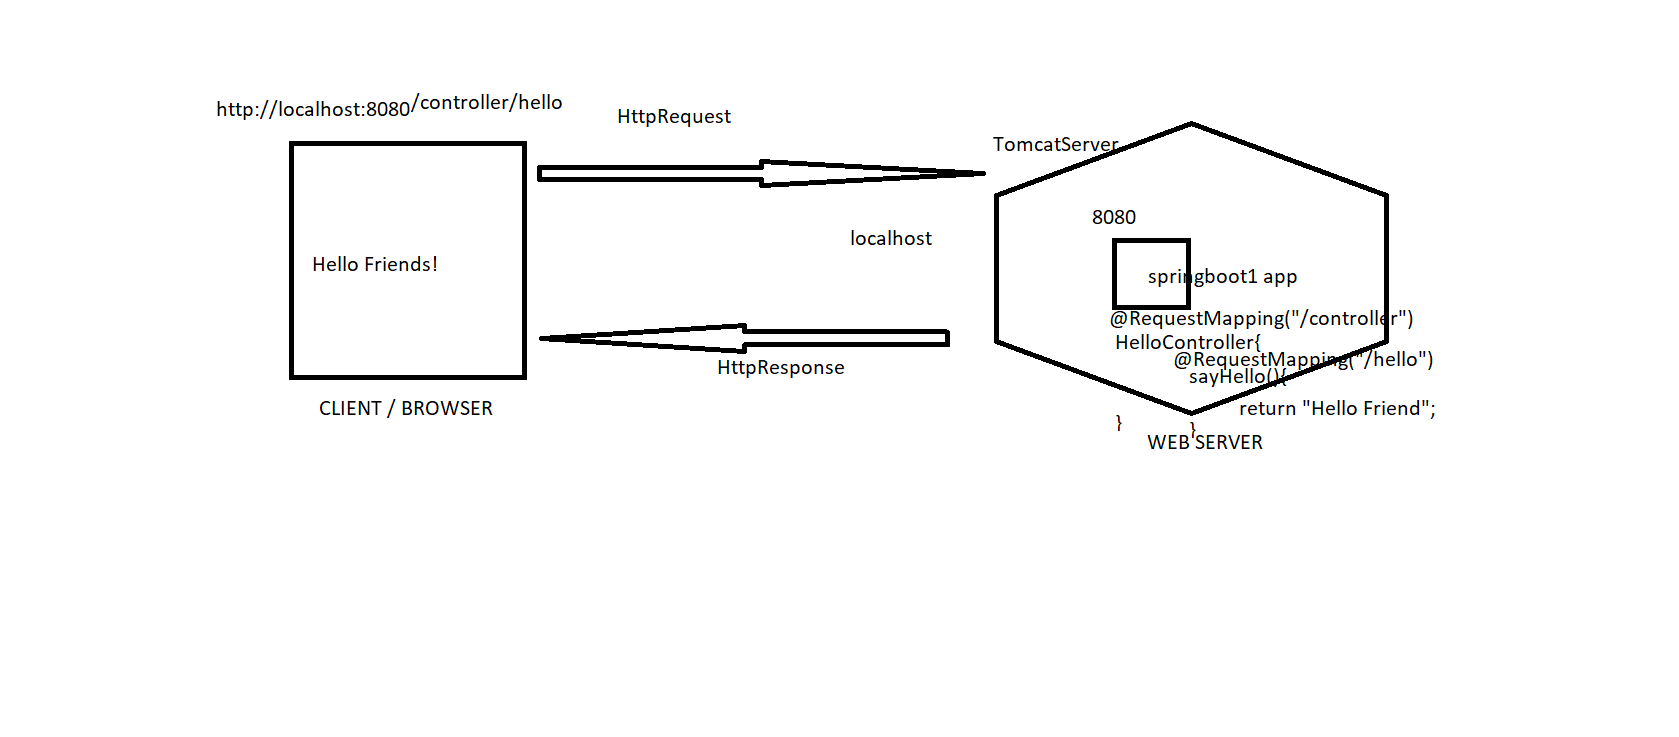 http://localhost:8080/controller/hello
HttpRequest
TomcatServer
8080
localhost
Hello Friends!
springboot1 app
@RequestMapping("/controller")
HelloController{
@RequestMapping("/hello")
sayHello(){
HttpResponse
return "Hello Friend";
}
}
CLIENT / BROWSER
WEB SERVER